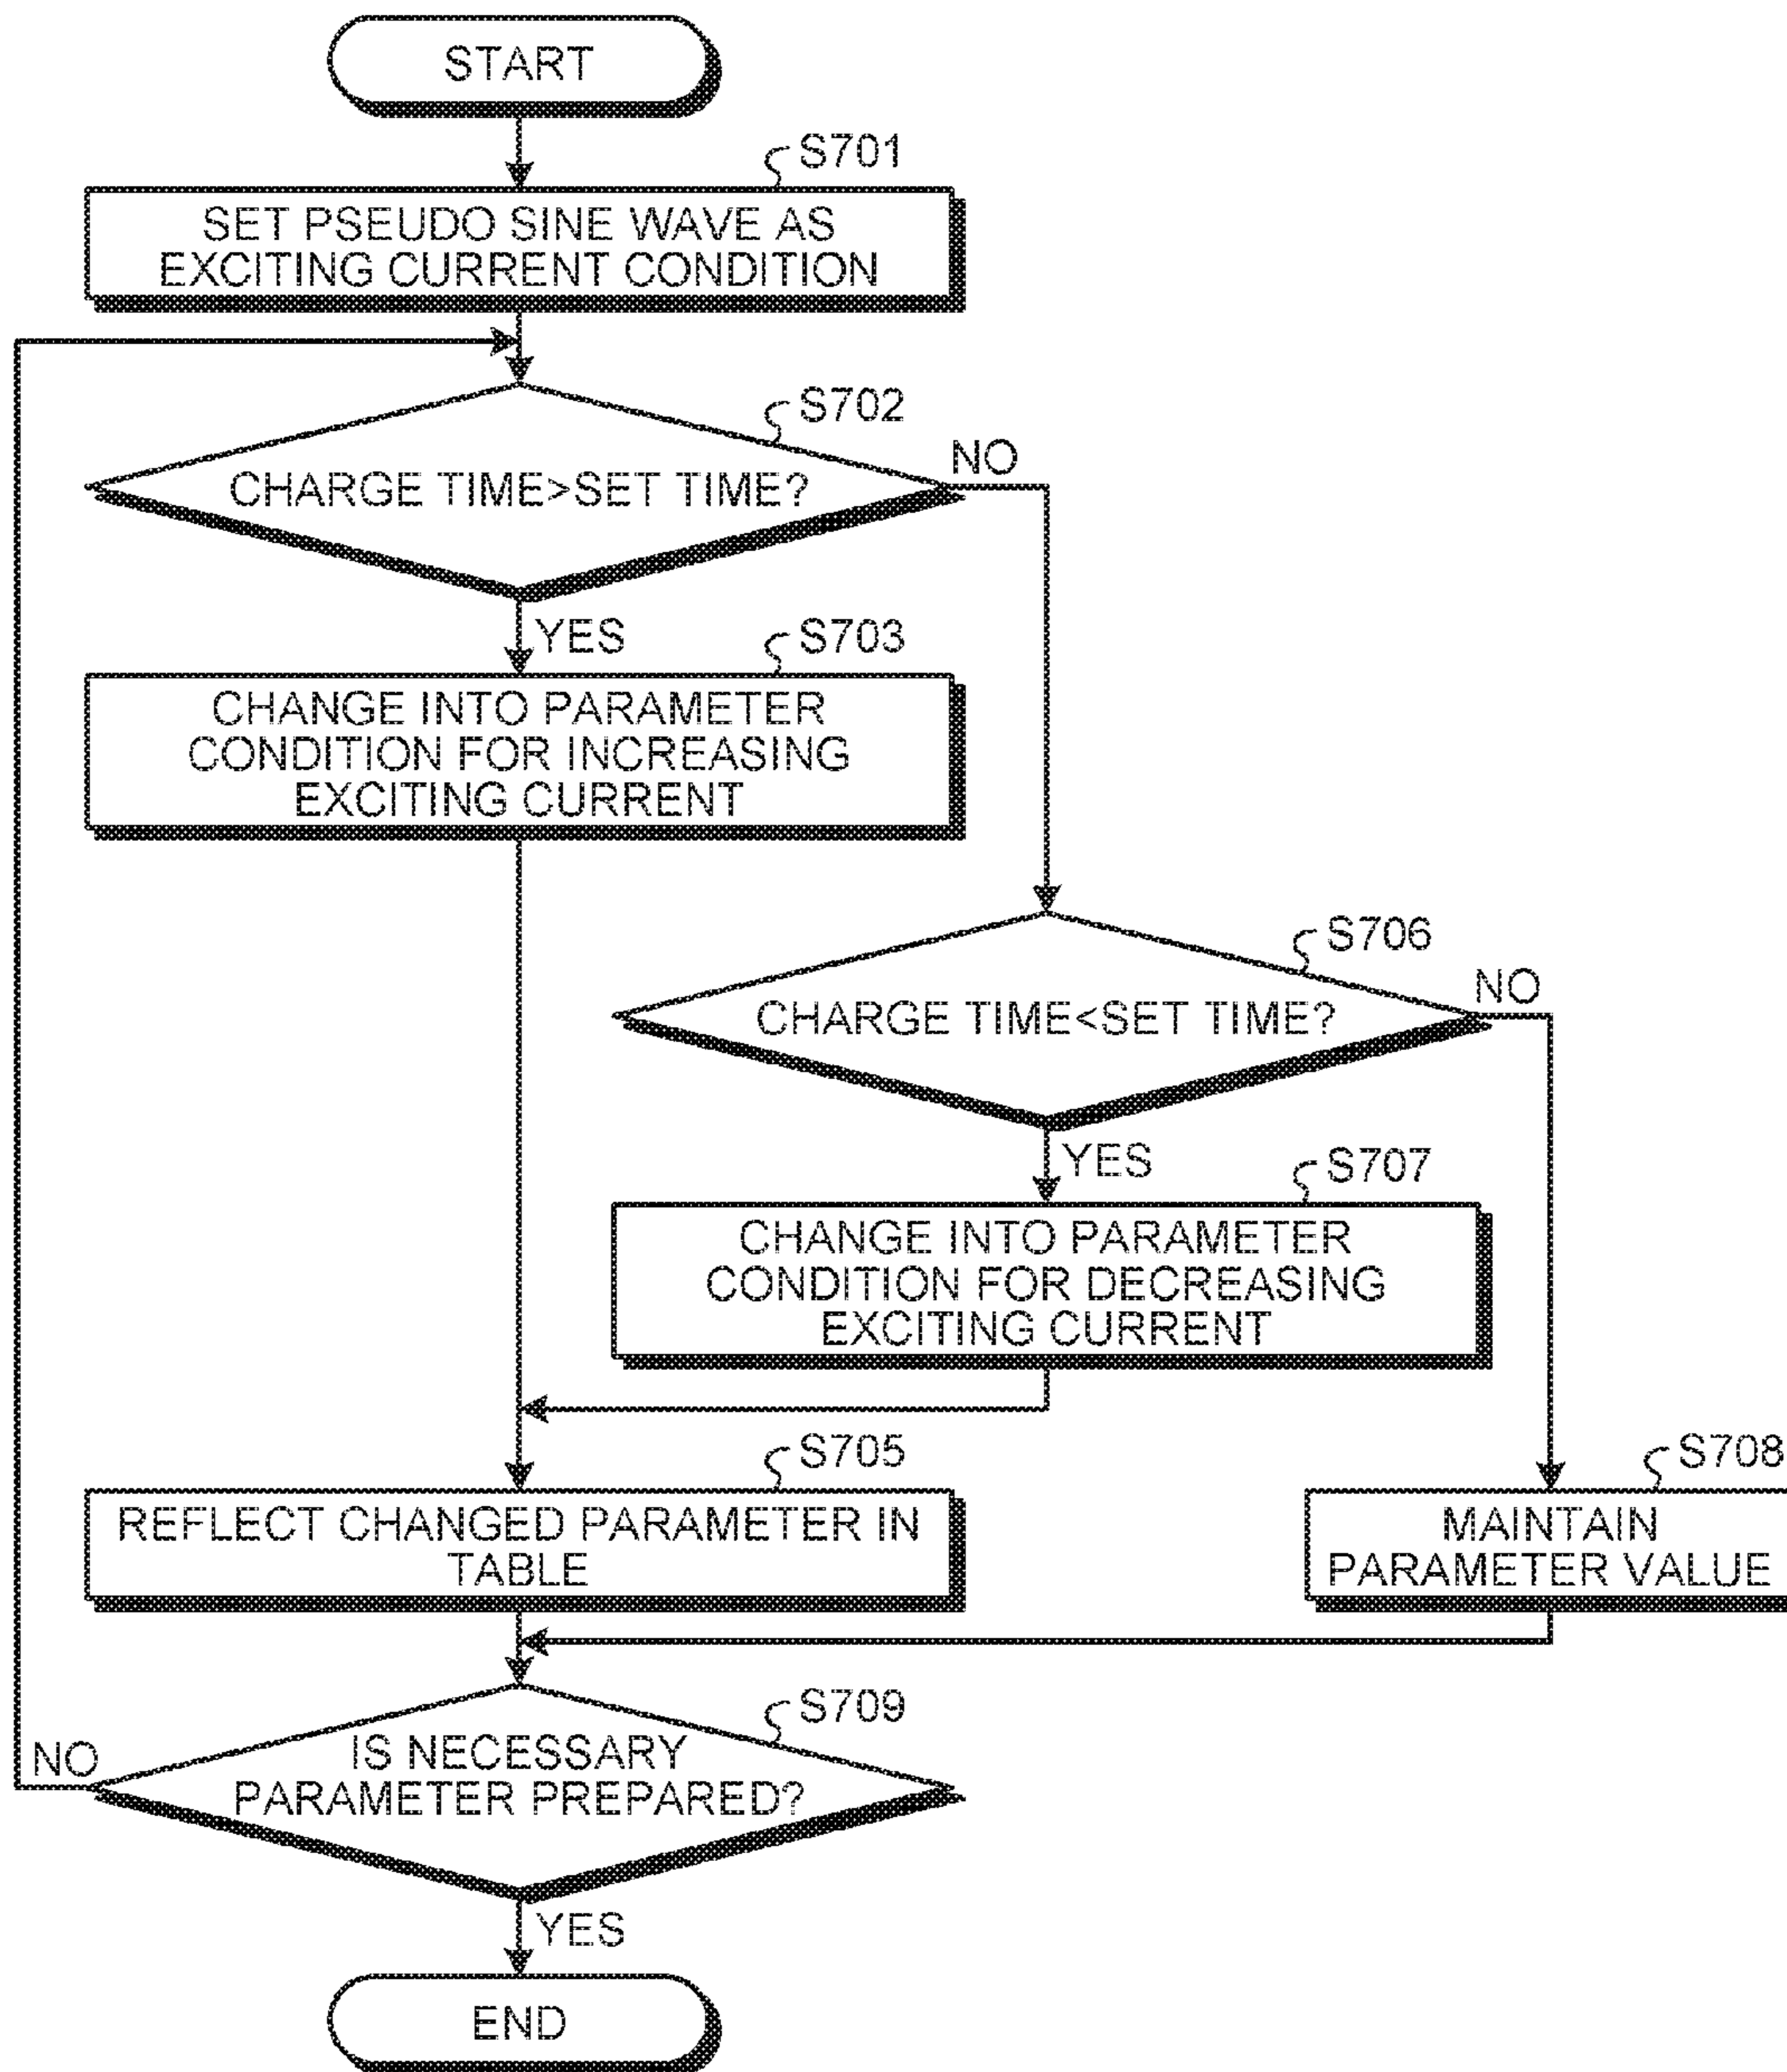 START
S701
SET PSEUDO SINE WAVE AS
EXCITING CURRENT CONDITION
S702
CHARGE TIME>SET TIME?
NO
YES
S703
CHANGE INTO PARAMETER
CONDITION FOR INCREASING
EXCITING CURRENT
S706
CHARGE TIME<SET TIME?
NO
YES
S707
CHANGE INTO PARAMETER
CONDITION FOR DECREASING
EXCITING CURRENT
S705
REFLECT CHANGED PARAMETER IN
TABLE
S708
MAINTAIN
PARAMETER VALUE
S709
IS NECESSARY
PARAMETER PREPARED?
NO
YES
END